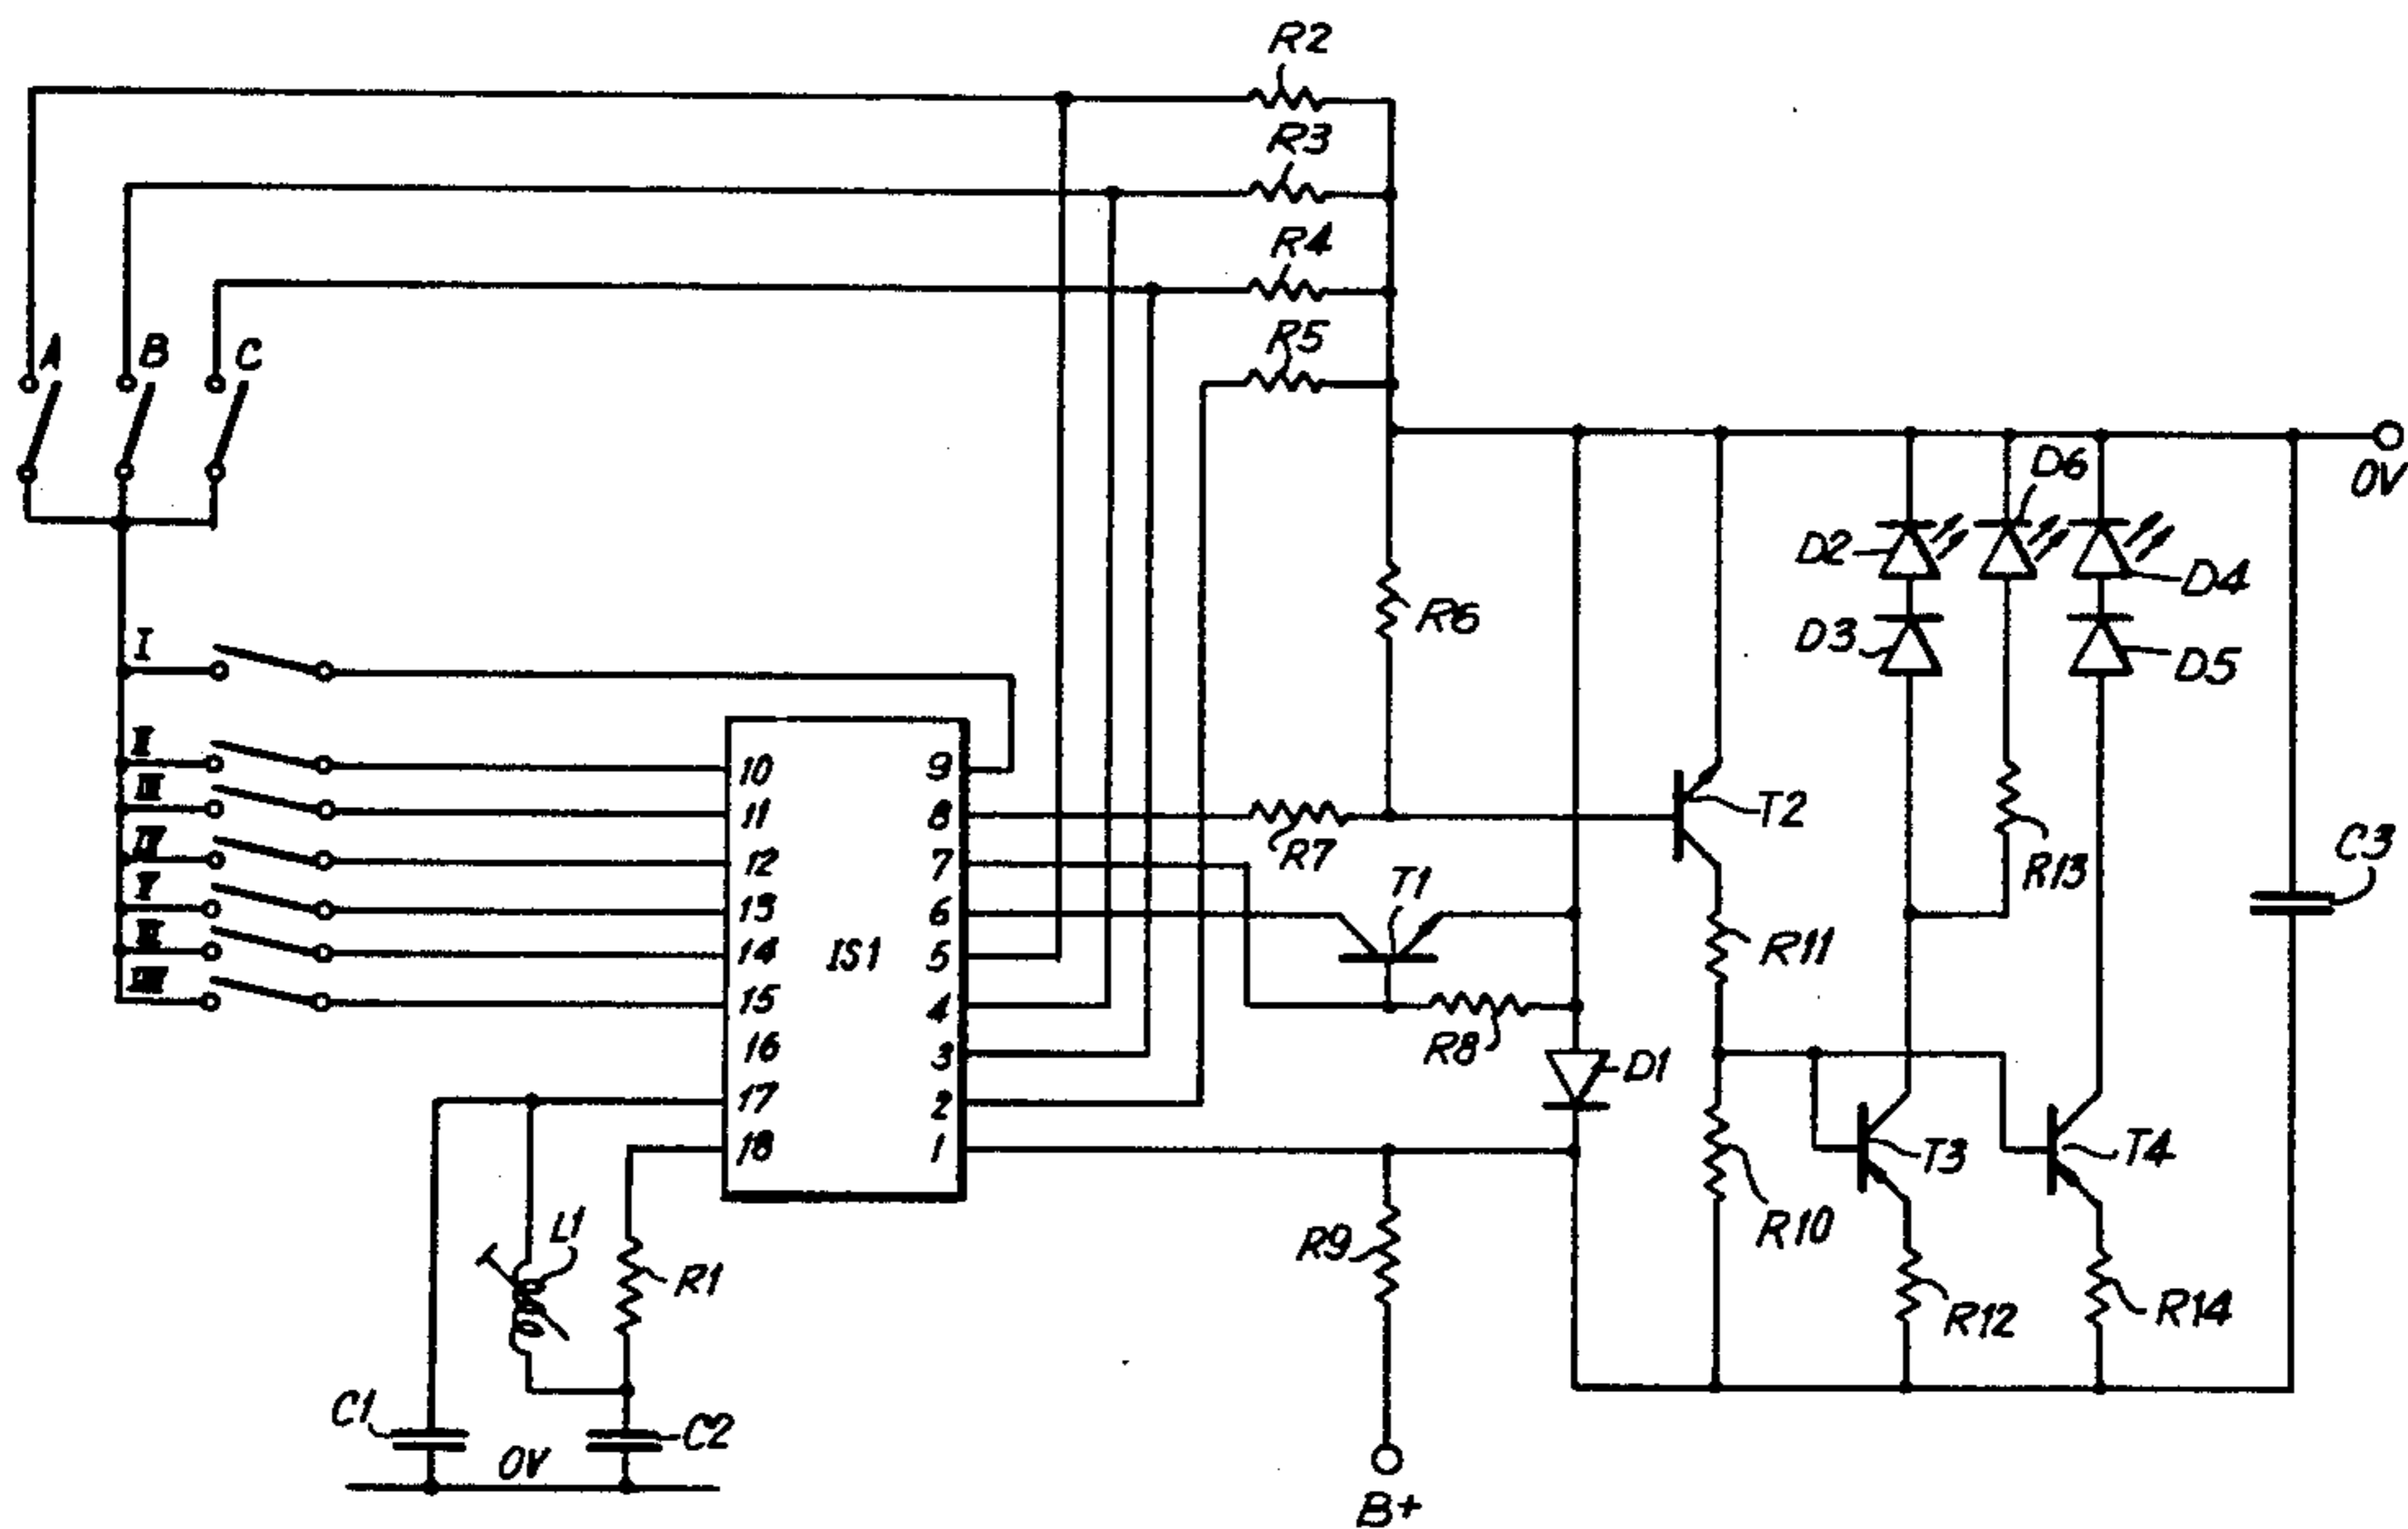 R2
R3
R4
R5
A
B
C
0V
D6
D2
D4
D3
D5
R6
I
II
III
IV
V
VI
VII
10
11
12
13
14
15
16
17
18
IS1
9
8
7
6
5
4
3
2
1
R7
T1
T2
R13
C3
R11
R8
D1
T3
T4
R10
R9
R12
R14
L1
R1
C1
0V
C2
B+